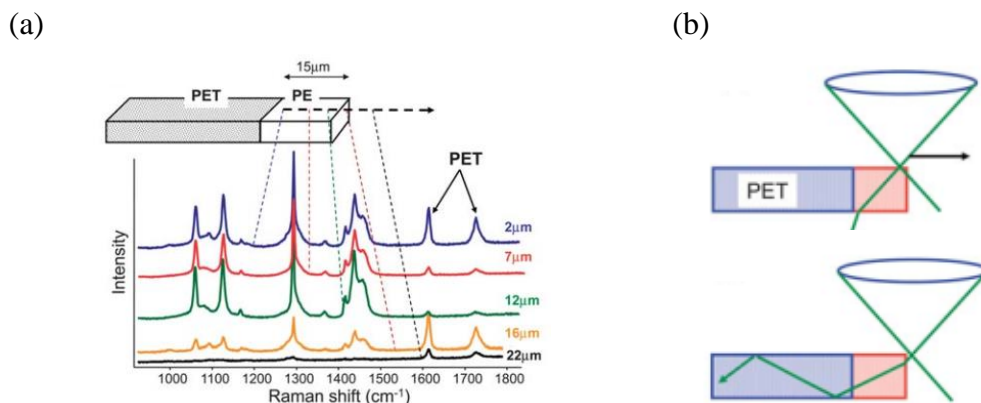 (a)
(b)
15μm
PET
PE
PET
2μm
7μm
12μm
16μm
22μm
Intensity
1000 1100 1200 1300 1400 1500 1600 1700 1800
Raman shift (cm⁻¹)
PET